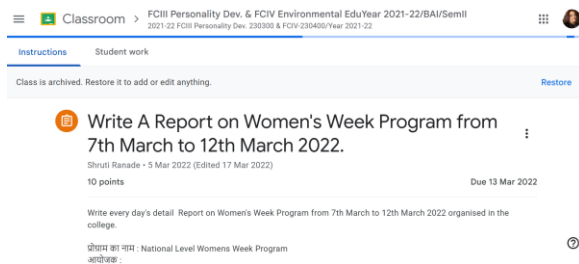 Classroom > FCIII Personality Dev. & FCIV Environmental EduYear 2021-22/BAI/SemII
2021-22 FCIII Personality Dev. 230300 & FCIV-230400/Year 2021-22
Instructions Student work
Class is archived. Restore it to add or edit anything. Restore
Write A Report on Women's Week Program from
7th March to 12th March 2022.
Shruti Ranade • 5 Mar 2022 (Edited 17 Mar 2022)
10 points Due 13 Mar 2022
Write every day's detail Report on Women's Week Program from 7th March to 12th March 2022 organised in the
college.
प्रोग्राम का नाम : National Level Womens Week Program
आयोजक :